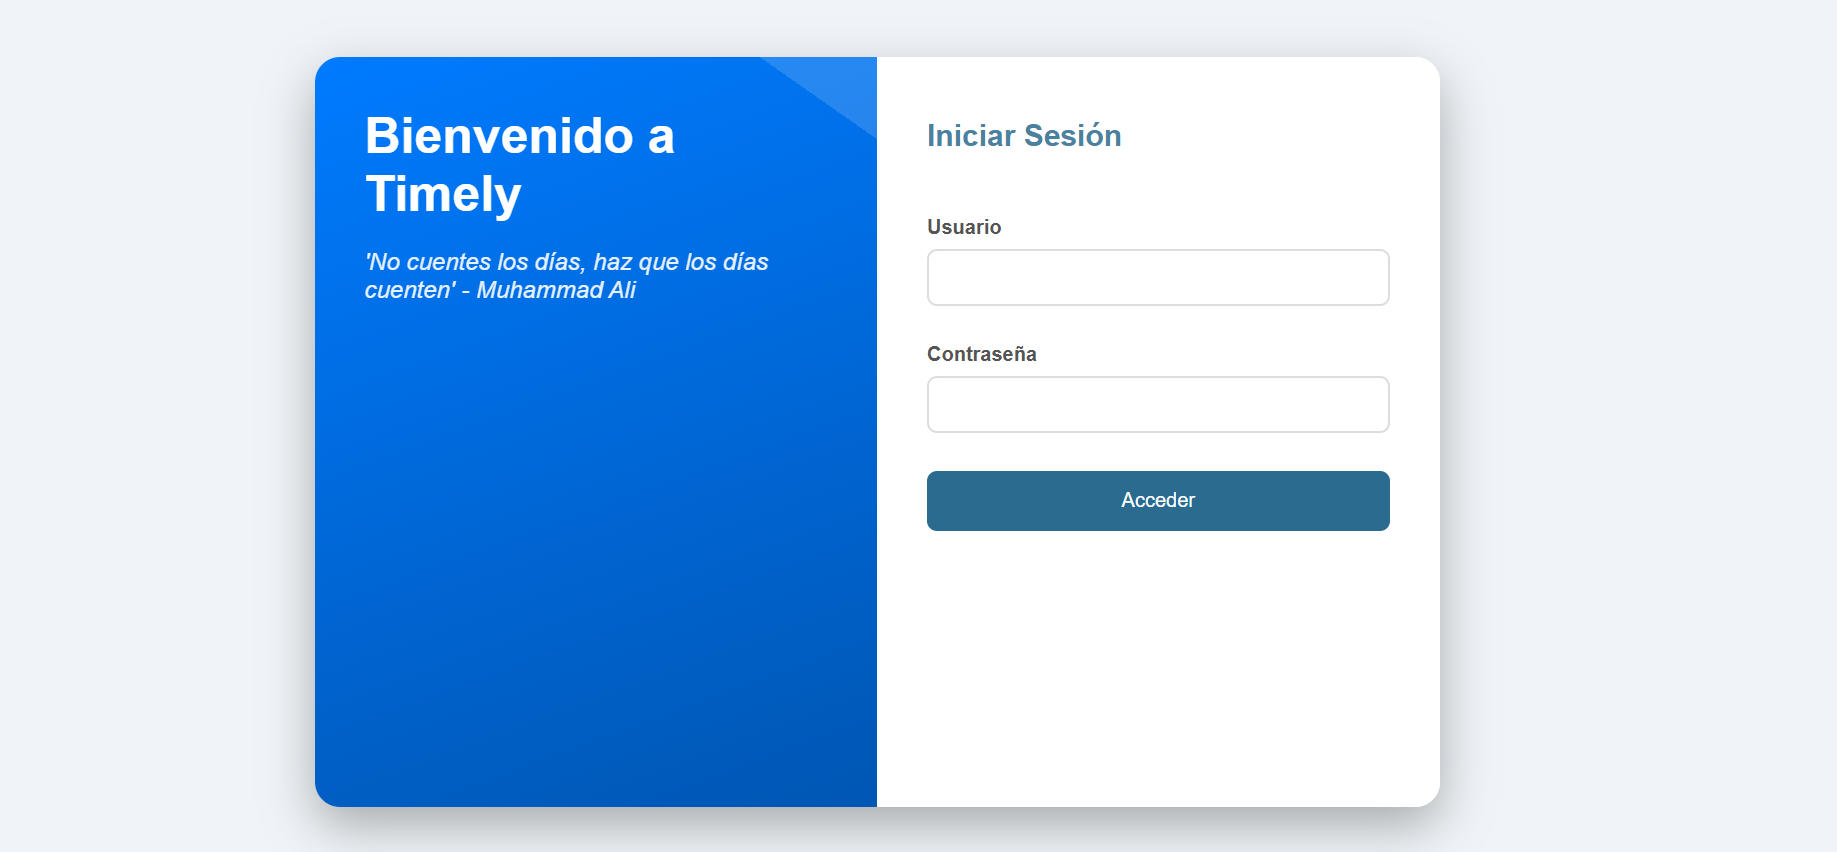 Bienvenido a
Timely
'No cuentes los días, haz que los días
cuenten' - Muhammad Ali
Iniciar Sesión
Usuario
Contraseña
Acceder